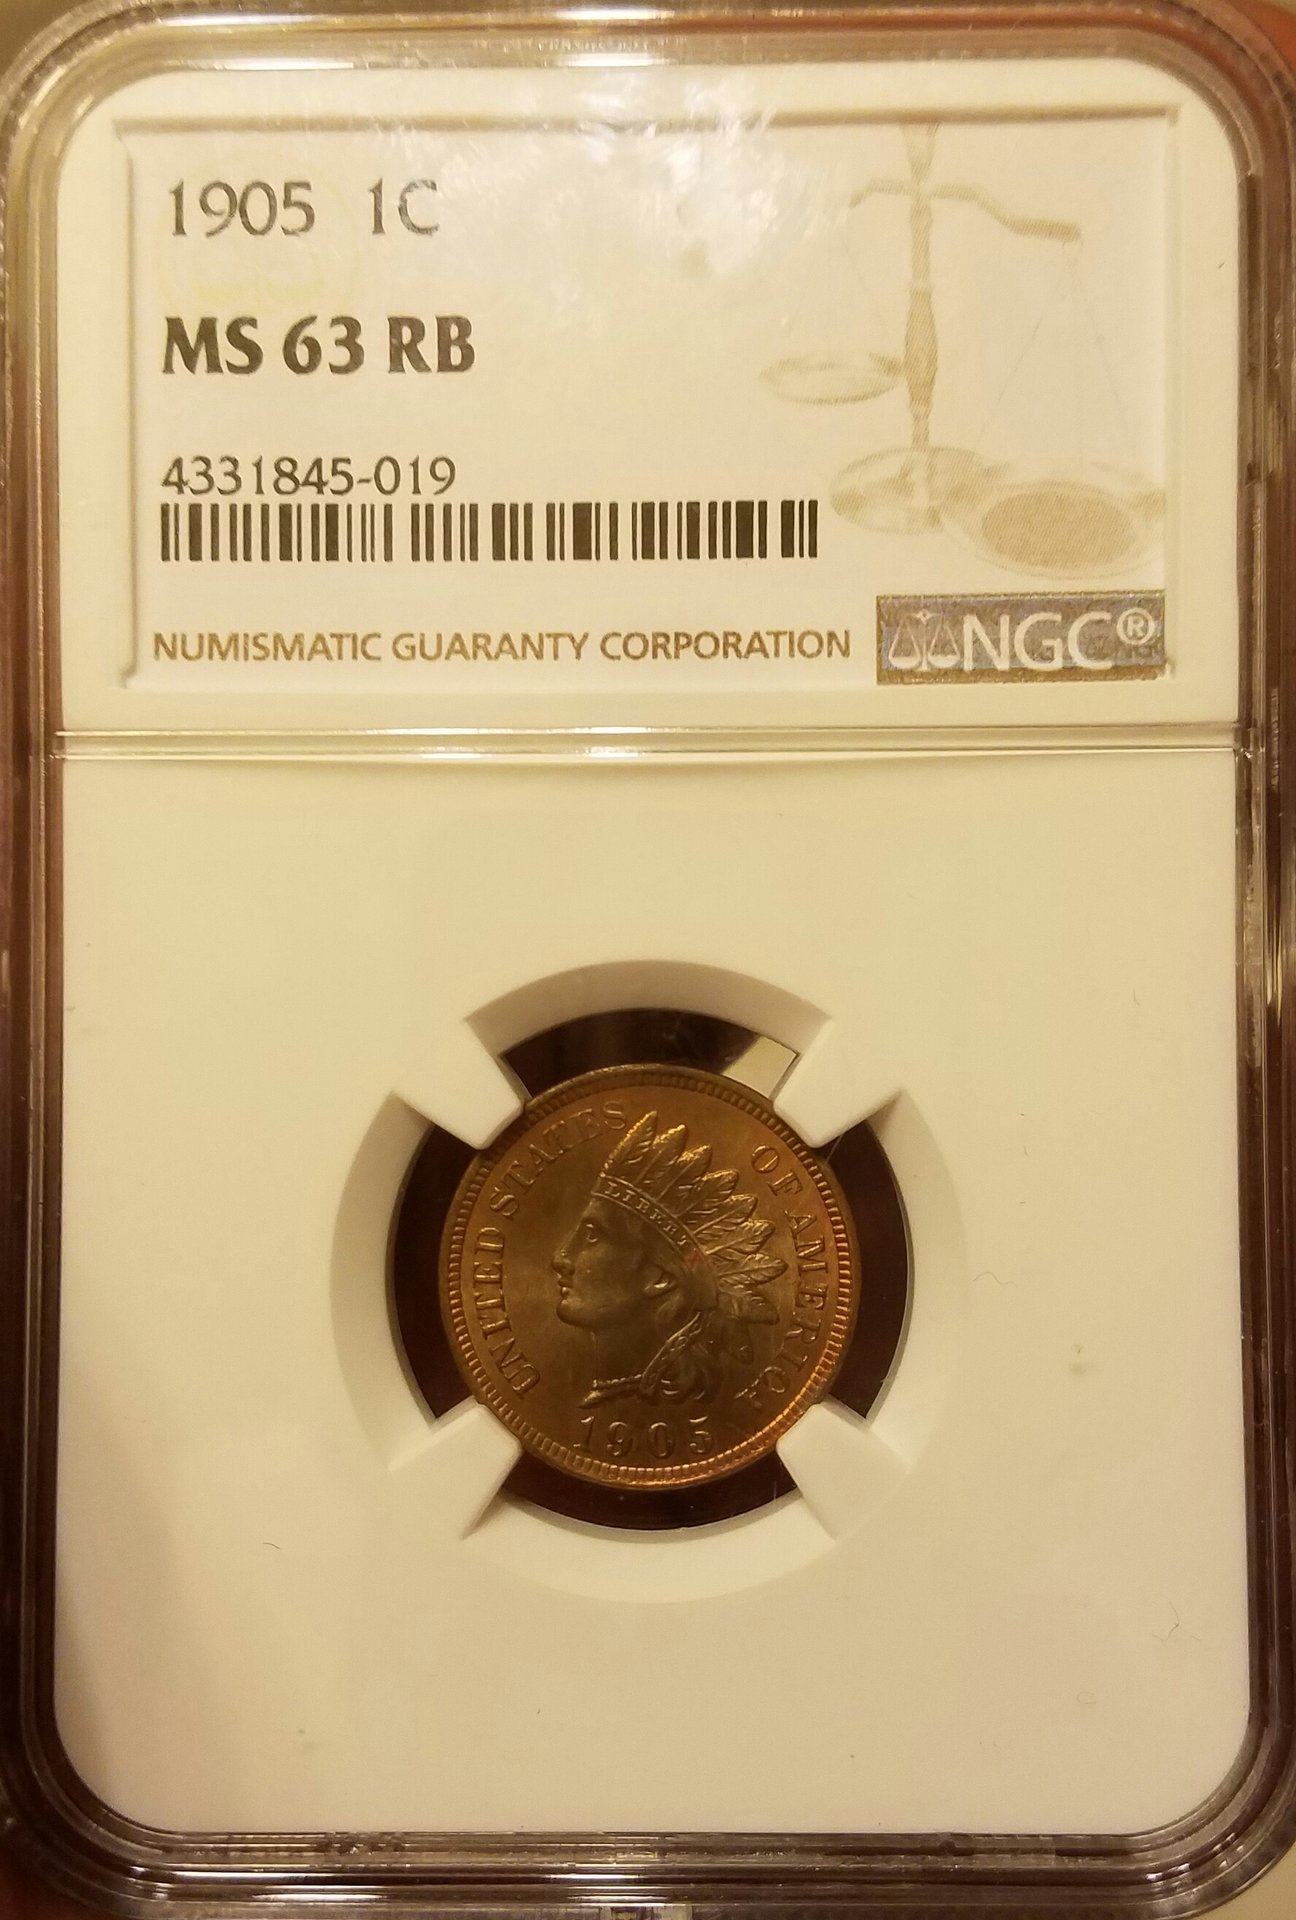 1905 1C
MS 63 RB
4331845-019
NUMISMATIC GUARANTY CORPORATION
NGC®
UNITED STATES OF AMERICA
LIBERTY
1905